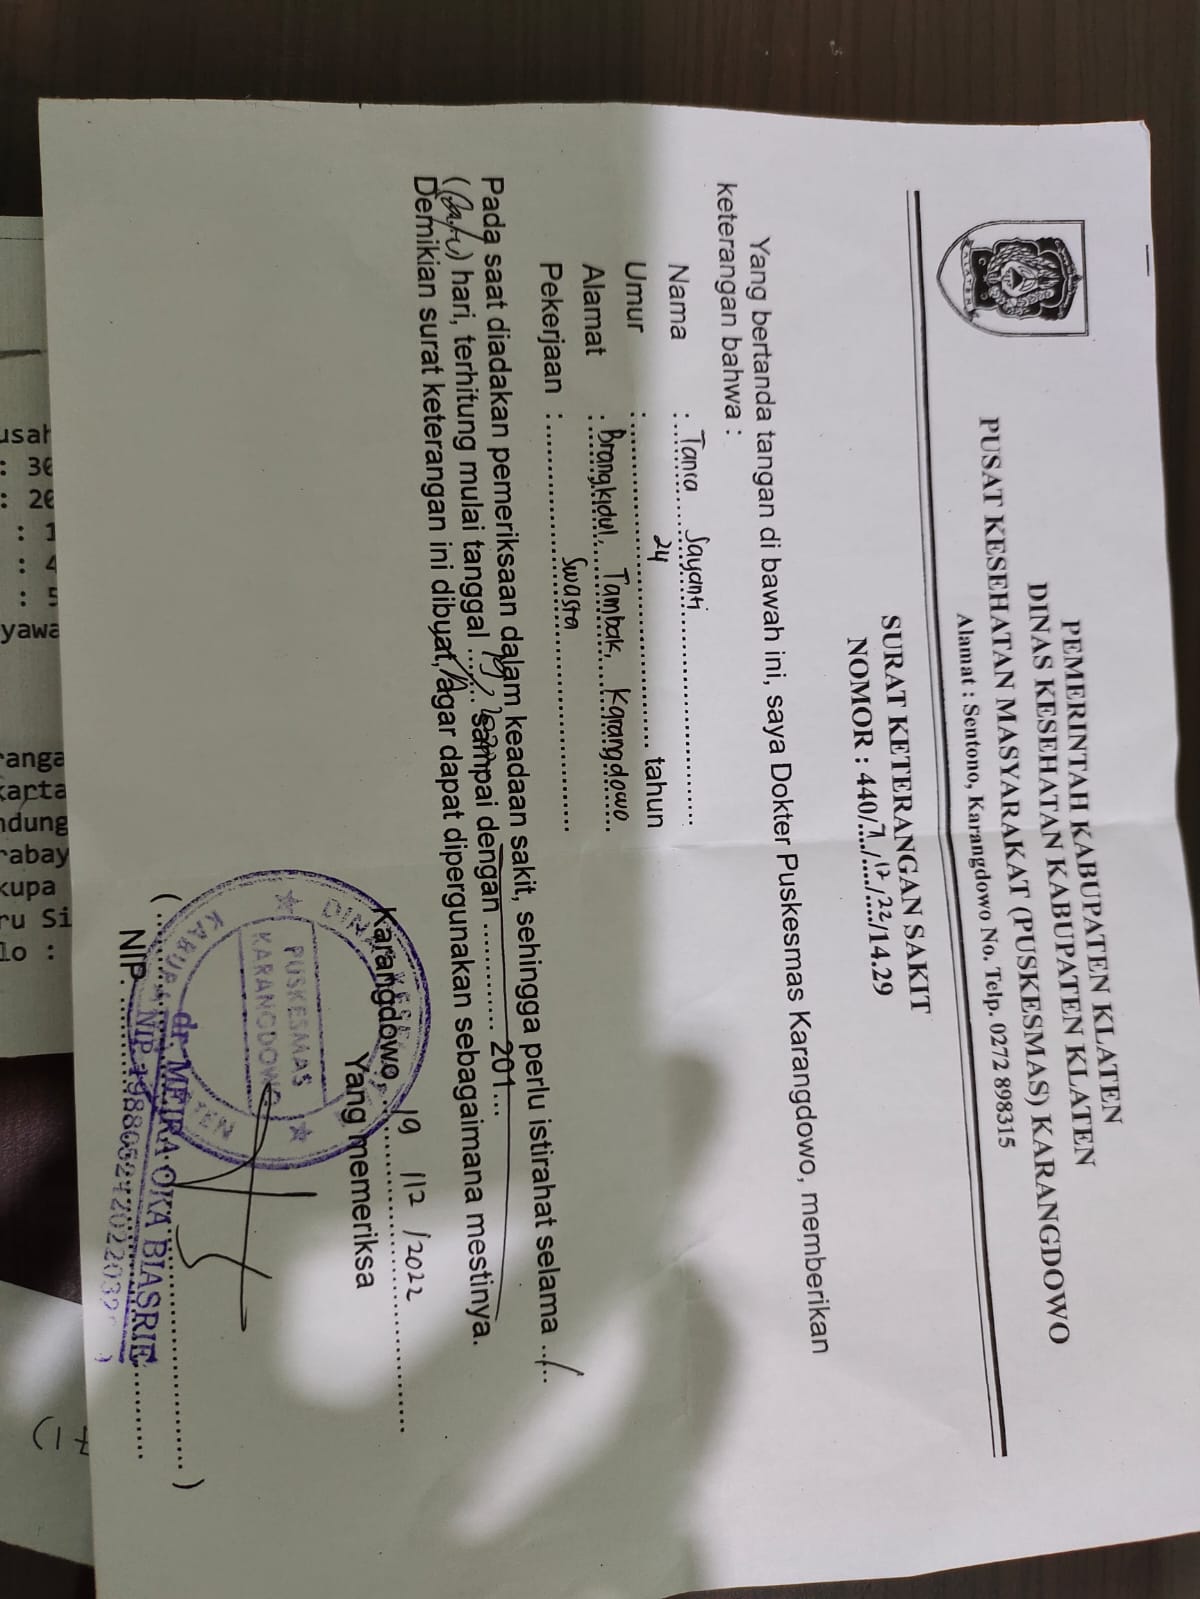 PEMERINTAH KABUPATEN KLATEN
DINAS KESEHATAN KABUPATEN KLATEN
PUSAT KESEHATAN MASYARAKAT (PUSKESMAS) KARANGDOWO
Alamat : Sentono, Karangdowo No. Telp. 0272 898315
KLATEN
SURAT KETERANGAN SAKIT
NOMOR : 440/7/12/22/14.29
Yang bertanda tangan di bawah ini, saya Dokter Puskesmas Karangdowo, memberikan
keterangan bahwa :
Nama : Tanca Sayanti
Umur : 24 tahun
Alamat : Brangkidul, Tambak, Karangdowo
Pekerjaan : Swasta
Pada saat diadakan pemeriksaan dalam keadaan sakit, sehingga perlu istirahat selama 1
(satu) hari, terhitung mulai tanggal sampai dengan ............ 201...
Demikian surat keterangan ini dibuat, agar dapat dipergunakan sebagaimana mestinya.
Karangdowo, 19 /12 /2022
Yang memeriksa
DINAS KESEHATAN
PUSKESMAS
KARANGDOWO
KABUPATEN KLATEN
dr. MEIRA OKA BIASRIE
NIP.
usah
: 30
: 20
: 1
: 4
: 5
yawa
ranga
karta
ndung
rabay
kupa
ru Si
lo :